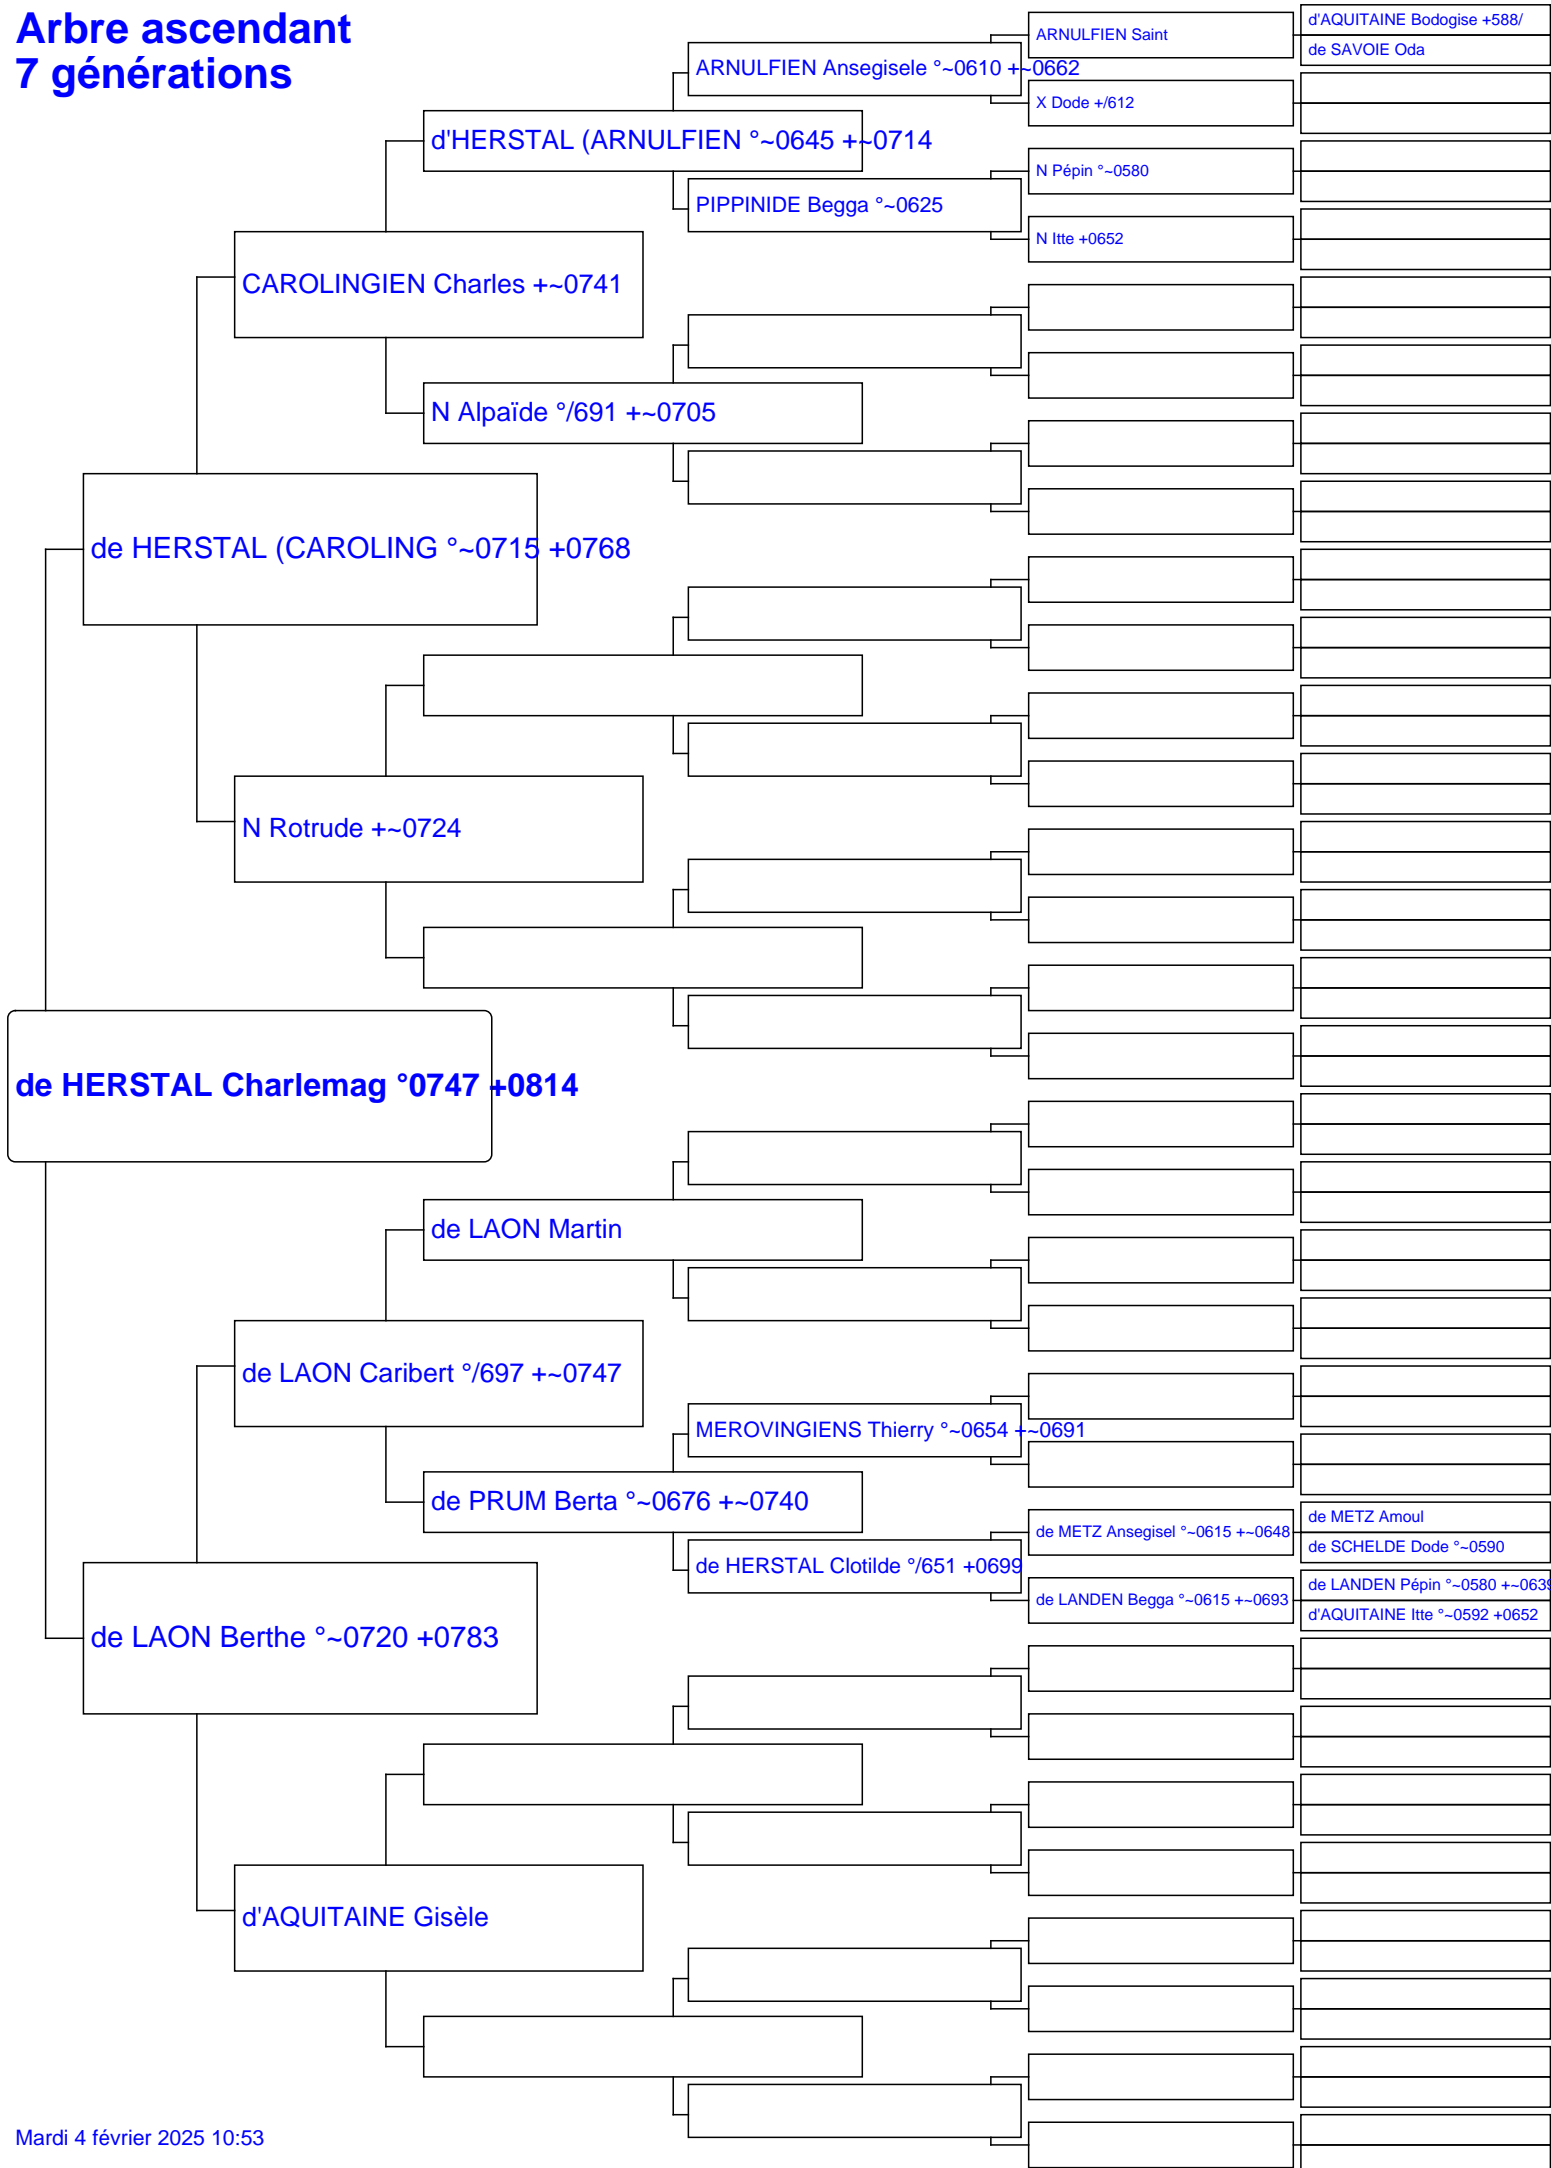 Arbre ascendant
7 générations
d'AQUITAINE Bodogise +588/
ARNULFIEN Saint
de SAVOIE Oda
ARNULFIEN Ansegisele °~0610 +~0662
X Dode +/612
d'HERSTAL (ARNULFIEN °~0645 +~0714
N Pépin °~0580
PIPPINIDE Begga °~0625
N Itte +0652
CAROLINGIEN Charles +~0741
N Alpaïde °/691 +~0705
de HERSTAL (CAROLING °~0715 +0768
N Rotrude +~0724
de HERSTAL Charlemag °0747 +0814
de LAON Martin
de LAON Caribert °/697 +~0747
MEROVINGIENS Thierry °~0654 +~0691
de PRUM Berta °~0676 +~0740
de METZ Amoul
de METZ Ansegisel °~0615 +~0648
de SCHELDE Dode °~0590
de HERSTAL Clotilde °/651 +0699
de LANDEN Pépin °~0580 +~0639
de LANDEN Begga °~0615 +~0693
d'AQUITAINE Itte °~0592 +0652
de LAON Berthe °~0720 +0783
d'AQUITAINE Gisèle
Mardi 4 février 2025 10:53